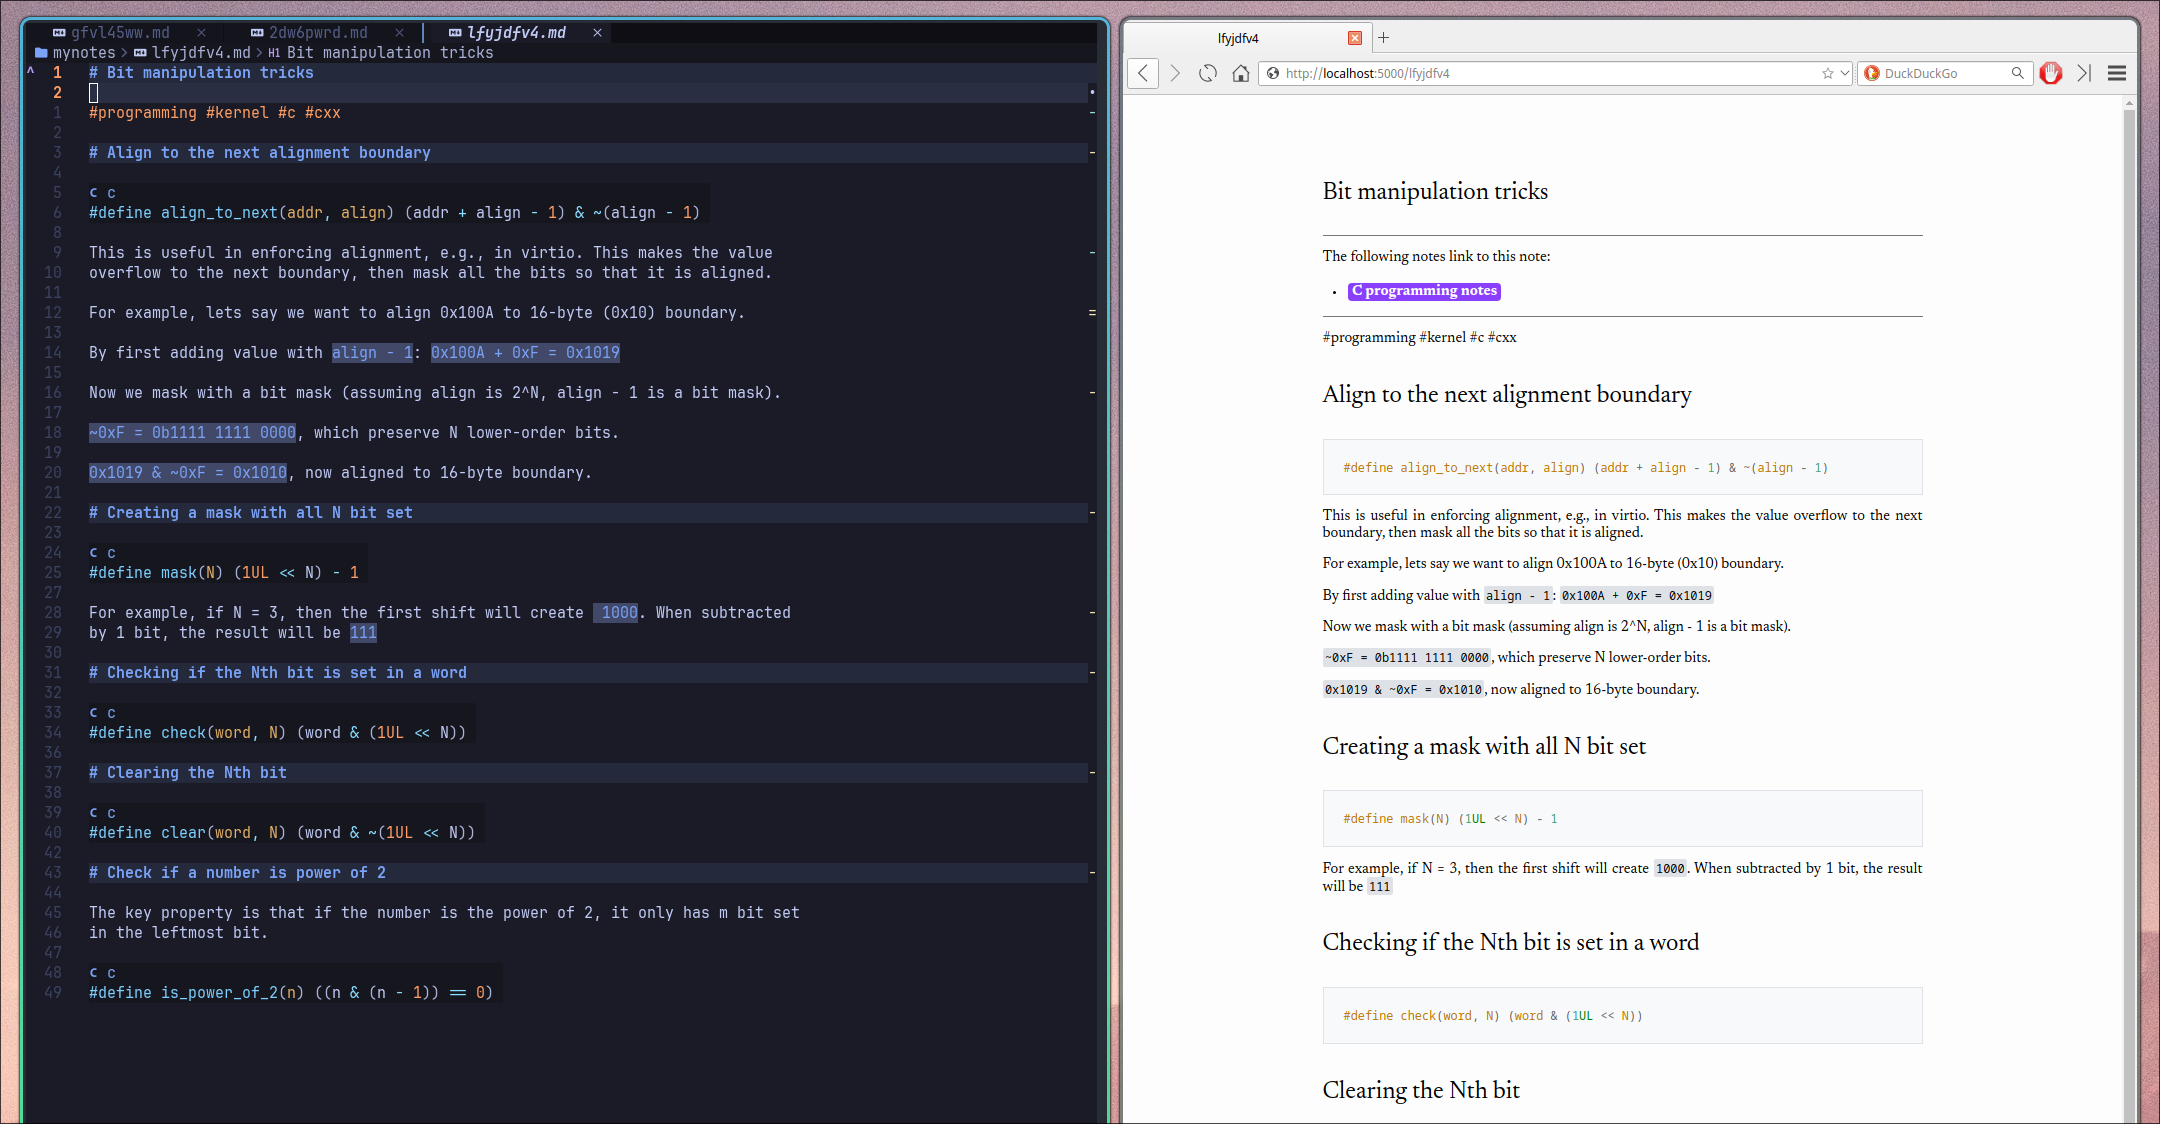 gfvl45ww.md
2dw6pwrd.md
lfyjdfv4.md
mynotes > lfyjdfv4.md > H1 Bit manipulation tricks
1 # Bit manipulation tricks
2
1 #programming #kernel #c #cxx
2
3 # Align to the next alignment boundary
4
5 C c
6 #define align_to_next(addr, align) (addr + align - 1) & ~(align - 1)
8
9 This is useful in enforcing alignment, e.g., in virtio. This makes the value
10 overflow to the next boundary, then mask all the bits so that it is aligned.
11
12 For example, lets say we want to align 0x100A to 16-byte (0x10) boundary.
13
14 By first adding value with align - 1: 0x100A + 0xF = 0x1019
15
16 Now we mask with a bit mask (assuming align is 2^N, align - 1 is a bit mask).
17
18 ~0xF = 0b1111 1111 0000, which preserve N lower-order bits.
19
20 0x1019 & ~0xF = 0x1010, now aligned to 16-byte boundary.
21
22 # Creating a mask with all N bit set
23
24 C c
25 #define mask(N) (1UL << N) - 1
27
28 For example, if N = 3, then the first shift will create  1000. When subtracted
29 by 1 bit, the result will be 111
30
31 # Checking if the Nth bit is set in a word
32
33 C c
34 #define check(word, N) (word & (1UL << N))
36
37 # Clearing the Nth bit
38
39 C c
40 #define clear(word, N) (word & ~(1UL << N))
42
43 # Check if a number is power of 2
44
45 The key property is that if the number is the power of 2, it only has m bit set
46 in the leftmost bit.
47
48 C c
49 #define is_power_of_2(n) ((n & (n - 1)) == 0)
lfyjdfv4
http://localhost:5000/lfyjdfv4
DuckDuckGo
Bit manipulation tricks
The following notes link to this note:
• C programming notes
#programming #kernel #c #cxx
Align to the next alignment boundary
#define align_to_next(addr, align) (addr + align - 1) & ~(align - 1)
This is useful in enforcing alignment, e.g., in virtio. This makes the value overflow to the next
boundary, then mask all the bits so that it is aligned.
For example, lets say we want to align 0x100A to 16-byte (0x10) boundary.
By first adding value with align - 1: 0x100A + 0xF = 0x1019
Now we mask with a bit mask (assuming align is 2^N, align - 1 is a bit mask).
~0xF = 0b1111 1111 0000, which preserve N lower-order bits.
0x1019 & ~0xF = 0x1010, now aligned to 16-byte boundary.
Creating a mask with all N bit set
#define mask(N) (1UL << N) - 1
For example, if N = 3, then the first shift will create 1000. When subtracted by 1 bit, the result
will be 111
Checking if the Nth bit is set in a word
#define check(word, N) (word & (1UL << N))
Clearing the Nth bit